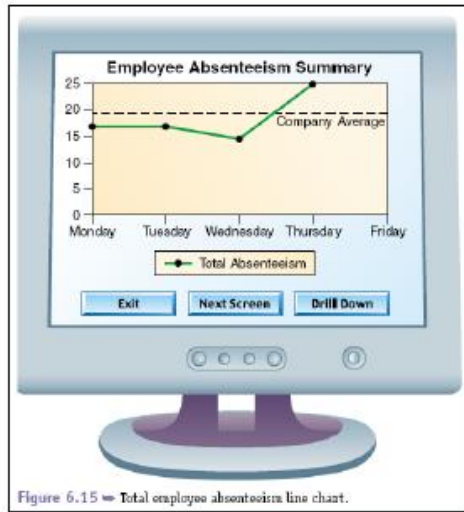 Employee Absenteeism Summary
25
20
15
10
5
0
Company Average
Monday Tuesday Wednesday Thursday Friday
Total Absenteeism
Exit Next Screen Drill Down
Figure 6.15 ➥ Total employee absenteeism line chart.